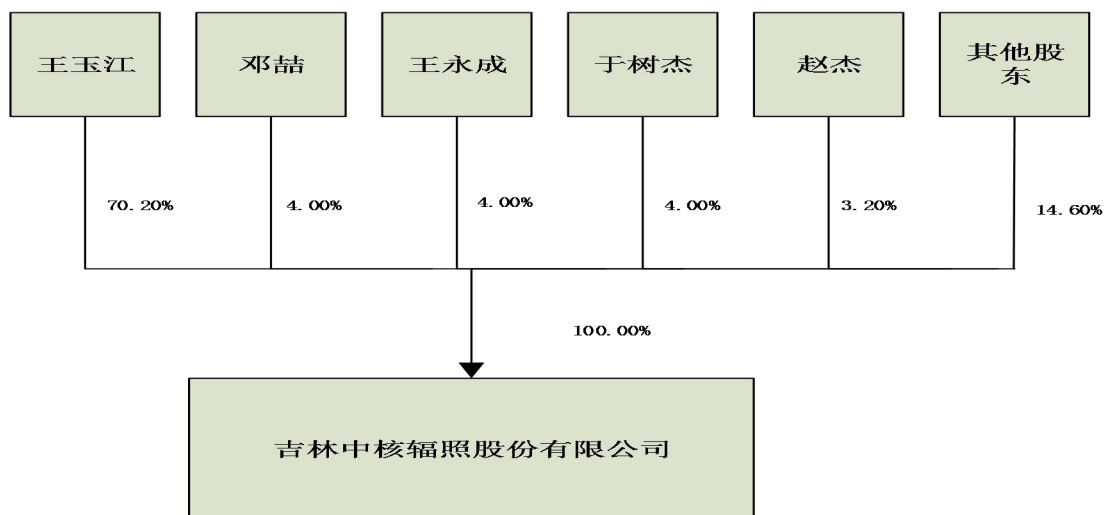 王玉江
邓喆
王永成
于树杰
赵杰
其他股
东
70.20%
4.00%
4.00%
4.00%
3.20%
14.60%
100.00%
吉林中核辐照股份有限公司